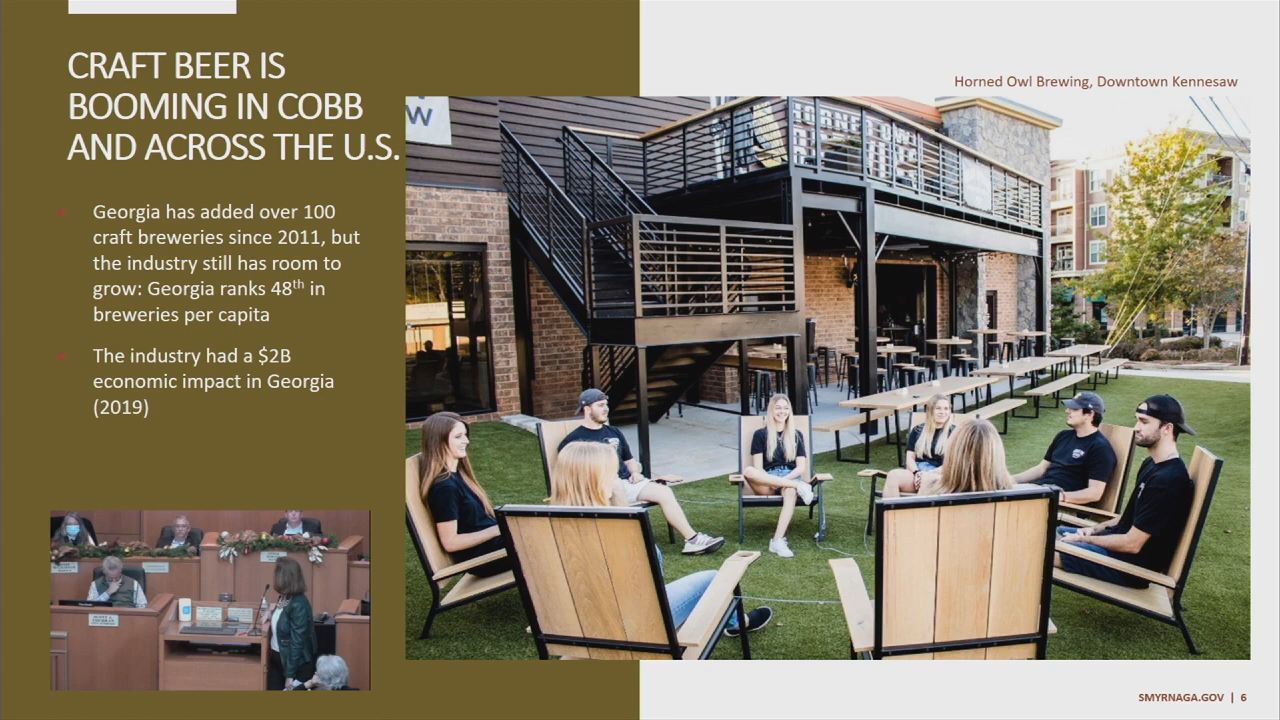 CRAFT BEER IS
BOOMING IN COBB
AND ACROSS THE U.S.
Georgia has added over 100
craft breweries since 2011, but
the industry still has room to
grow: Georgia ranks 48th in
breweries per capita
The industry had a $2B
economic impact in Georgia
(2019)
Horned Owl Brewing, Downtown Kennesaw
W
HORNED OWL
SMYRNAGA.GOV | 6